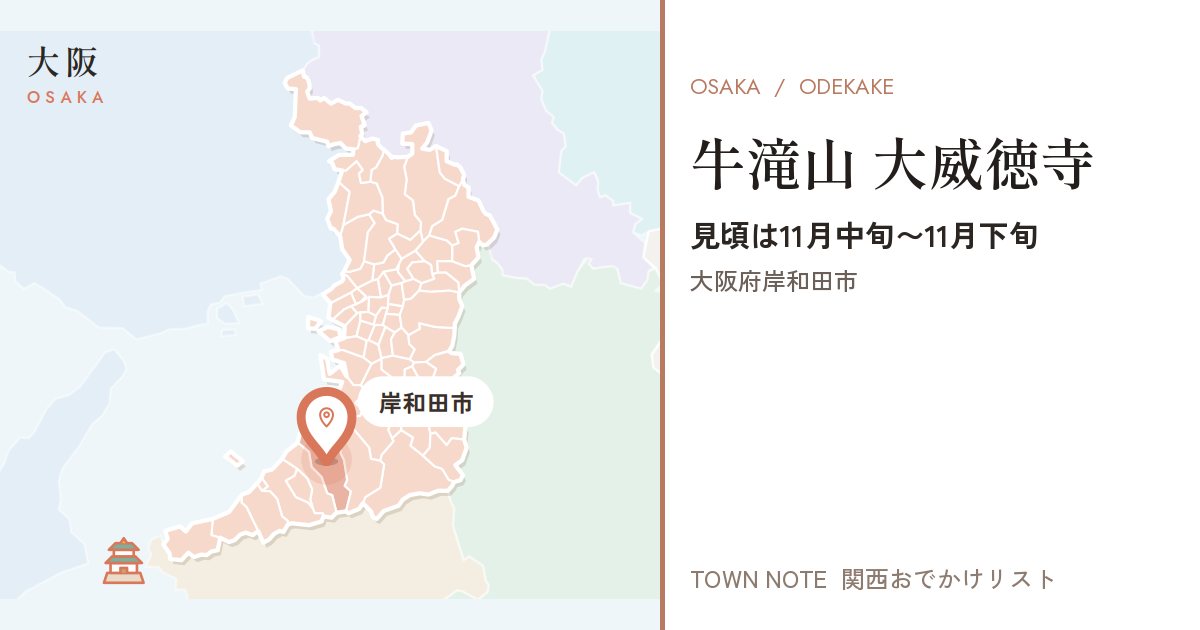 大阪
OSAKA
岸和田市
OSAKA / ODEKAKE
牛滝山 大威徳寺
見頃は11月中旬〜11月下旬
大阪府岸和田市
TOWN NOTE 関西おでかけリスト